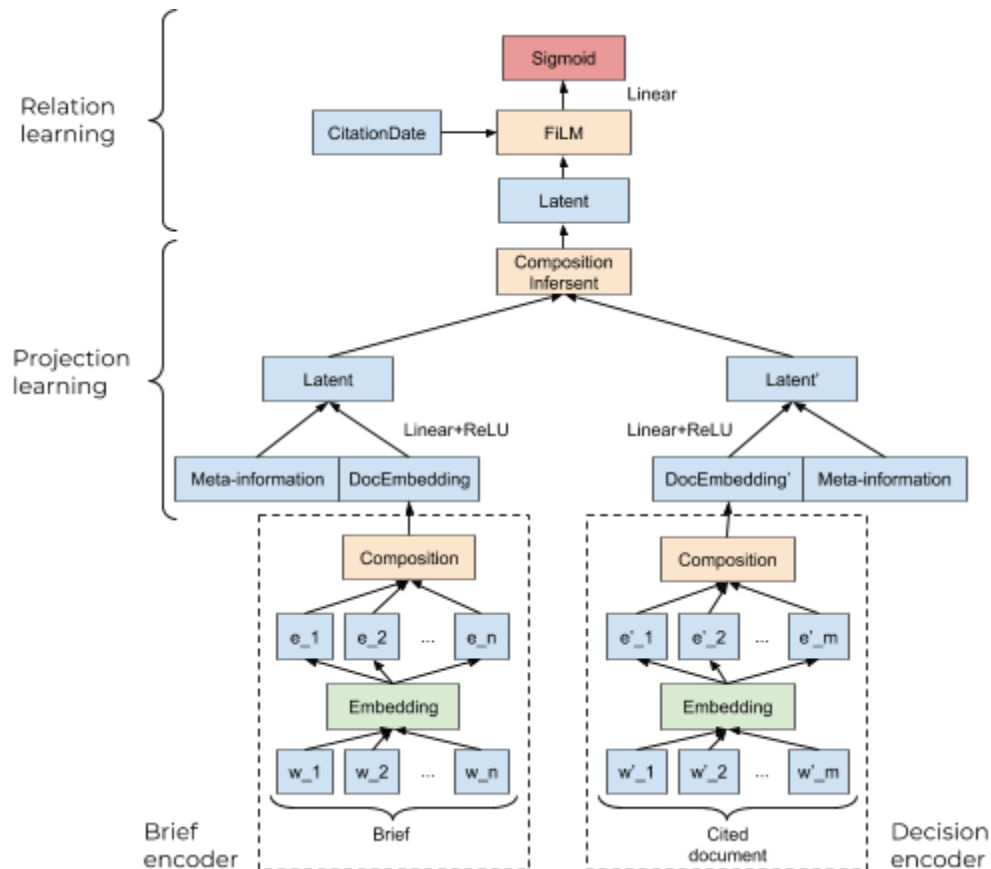 Sigmoid
Linear
Relation
learning
CitationDate
FiLM
Latent
Composition
Infersent
Projection
learning
Latent
Latent'
Linear+ReLU
Linear+ReLU
Meta-information
DocEmbedding
DocEmbedding'
Meta-information
Composition
Composition
e_1
e_2
...
e_n
e'_1
e'_2
...
e'_m
Embedding
Embedding
w_1
w_2
...
w_n
w'_1
w'_2
...
w'_m
Brief
encoder
Brief
Cited
document
Decision
encoder